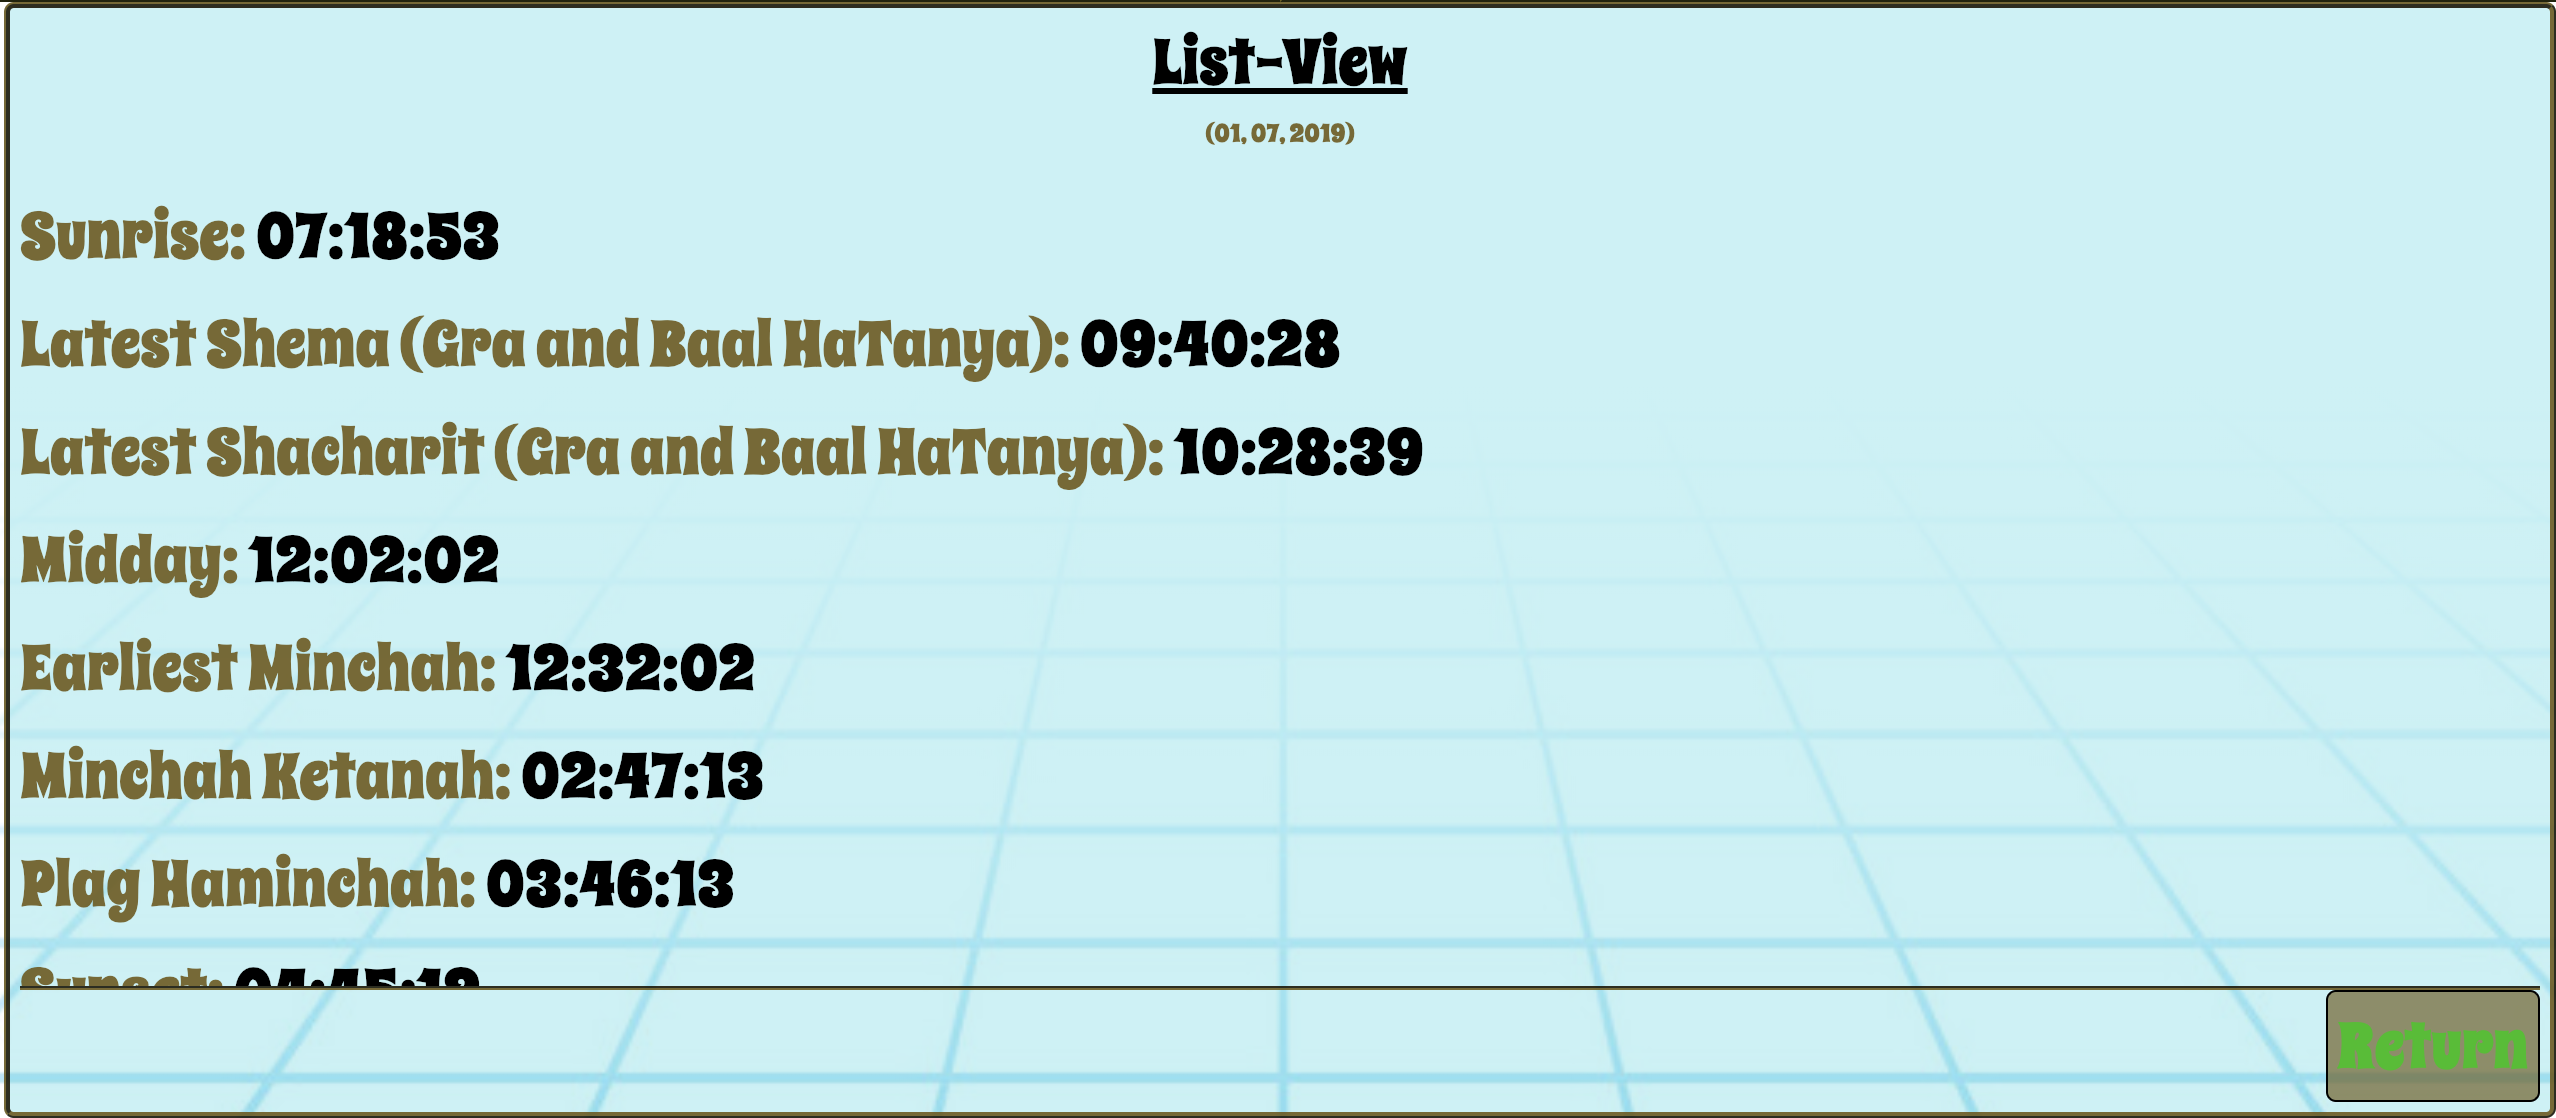 List-View
(01, 07, 2019)
Sunrise: 07:18:53
Latest Shema (Gra and Baal HaTanya): 09:40:28
Latest Shacharit (Gra and Baal HaTanya): 10:28:39
Midday: 12:02:02
Earliest Minchah: 12:32:02
Minchah Ketanah: 02:47:13
Plag Haminchah: 03:46:13
Sunset:
Return